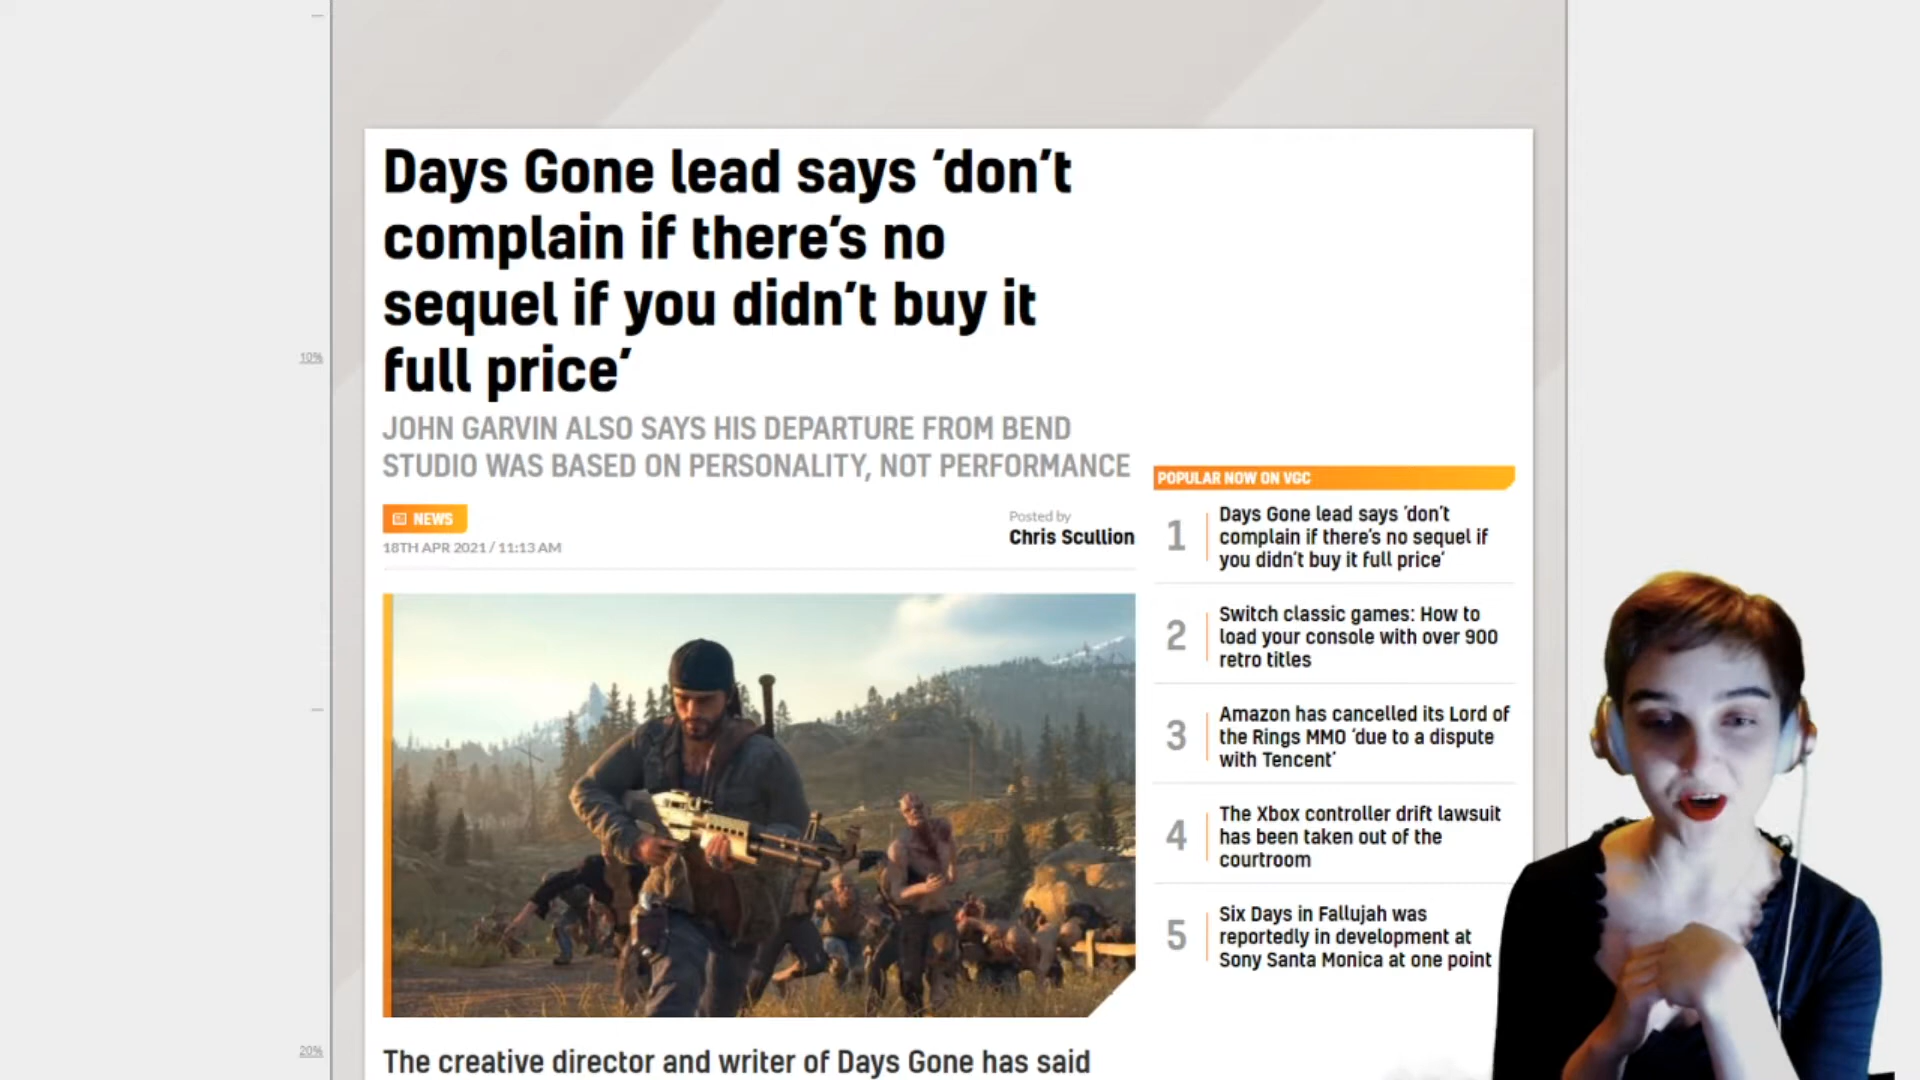 Days Gone lead says ‘don’t
complain if there’s no
sequel if you didn’t buy it
full price’
JOHN GARVIN ALSO SAYS HIS DEPARTURE FROM BEND
STUDIO WAS BASED ON PERSONALITY, NOT PERFORMANCE
NEWS
18TH APR 2021 / 11:13 AM
Posted by
Chris Scullion
POPULAR NOW ON VGC
1
Days Gone lead says ‘don’t
complain if there’s no sequel if
you didn’t buy it full price’
2
Switch classic games: How to
load your console with over 900
retro titles
3
Amazon has cancelled its Lord of
the Rings MMO ‘due to a dispute
with Tencent’
4
The Xbox controller drift lawsuit
has been taken out of the
courtroom
5
Six Days in Fallujah was
reportedly in development at
Sony Santa Monica at one point
10%
20%
The creative director and writer of Days Gone has said